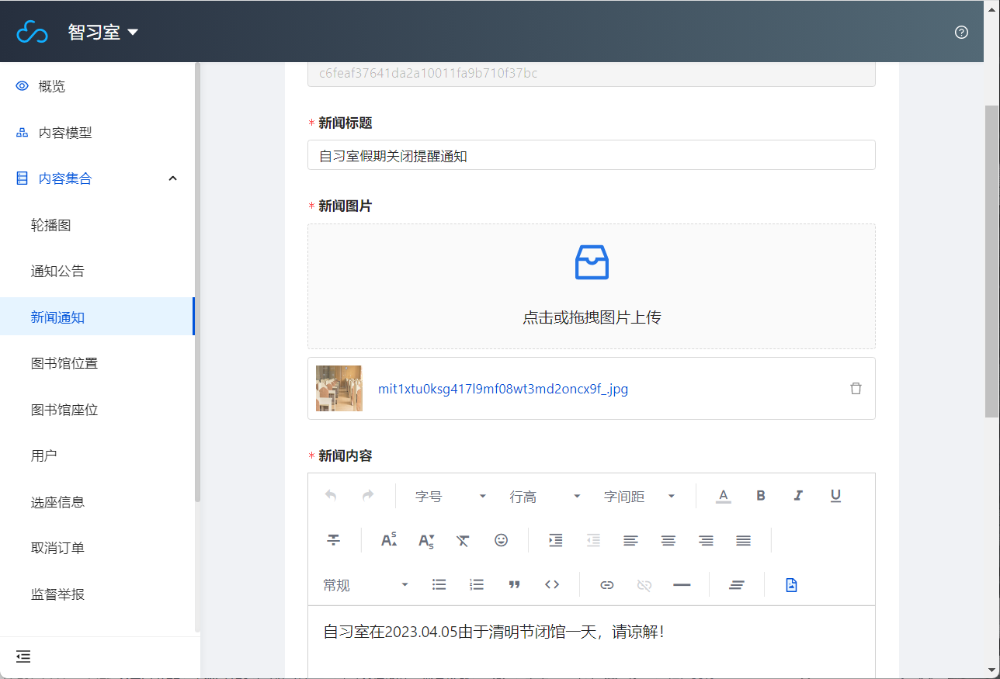 智习室
概览
内容模型
内容集合
轮播图
通知公告
新闻通知
图书馆位置
图书馆座位
用户
选座信息
取消订单
监督举报
c6feaf37641da2a10011fa9b710f37bc
* 新闻标题
自习室假期关闭提醒通知
* 新闻图片
点击或拖拽图片上传
mit1xtu0ksg417l9mf08wt3md2oncx9f_.jpg
* 新闻内容
字号 行高 字间距 A B I U
常规
自习室在2023.04.05由于清明节闭馆一天，请谅解！